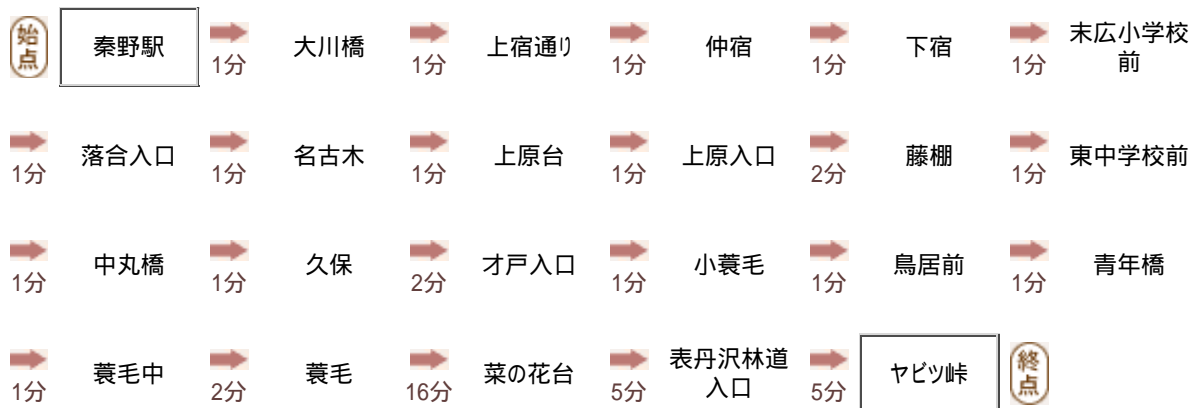 始点 秦野駅 1分 大川橋 1分 上宿通り 1分 仲宿 1分 下宿 1分 末広小学校前
1分 落合入口 1分 名古木 1分 上原台 1分 上原入口 2分 藤棚 1分 東中学校前
1分 中丸橋 1分 久保 2分 才戸入口 1分 小蓑毛 1分 鳥居前 1分 青年橋
1分 蓑毛中 2分 蓑毛 16分 菜の花台 5分 表丹沢林道入口 5分 ヤビツ峠 終点